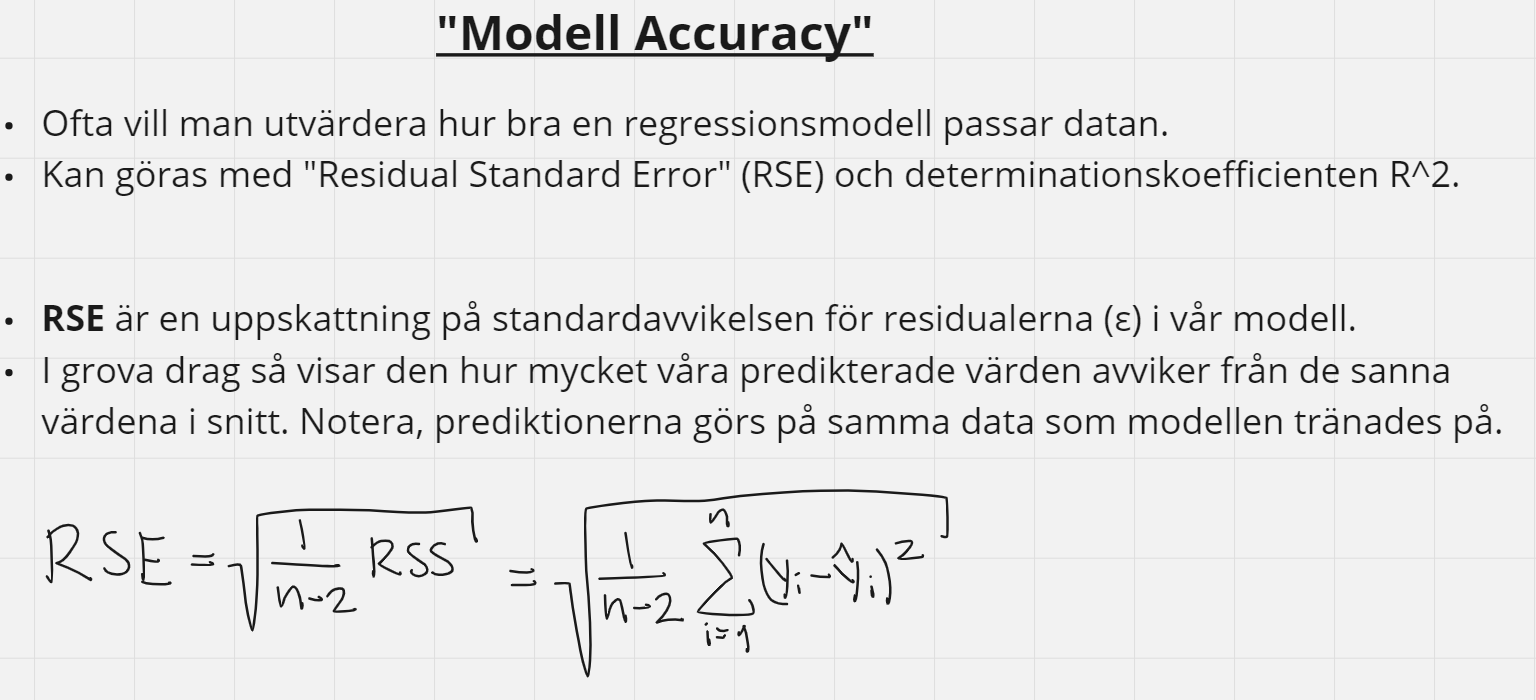 "Modell Accuracy"
• Ofta vill man utvärdera hur bra en regressionsmodell passar datan.
• Kan göras med "Residual Standard Error" (RSE) och determinationskoefficienten R^2.
• RSE är en uppskattning på standardavvikelsen för residualerna (ε) i vår modell.
• I grova drag så visar den hur mycket våra predikterade värden avviker från de sanna
värdena i snitt. Notera, prediktionerna görs på samma data som modellen tränades på.
RSE = √(1/(n-2) RSS) = √(1/(n-2) Σ_{i=1}^{n} (y_i - ŷ_i)^2)